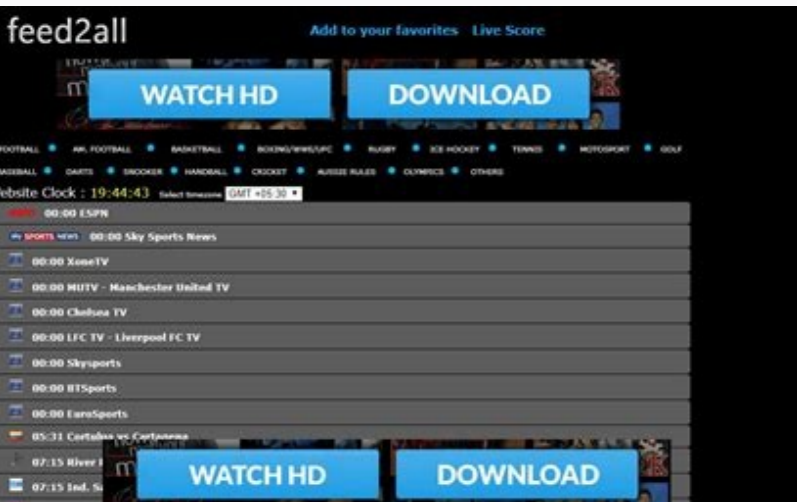 feed2all
Add to your favorites Live Score
WATCH HD DOWNLOAD
FOOTBALL AM. FOOTBALL BASKETBALL BOXING/WWE/UFC RUGBY ICE HOCKEY TENNIS MOTOSPORT GOLF
BASEBALL DARTS SNOOKER HANDBALL CRICKET AUSSIE RULES OLYMPICS OTHERS
ebsite Clock : 19:44:43 Select timezone GMT +05:30
00:00 ESPN
SPORTS NEWS 00:00 Sky Sports News
00:00 XoneTV
00:00 MUTV - Manchester United TV
00:00 Chelsea TV
00:00 LFC TV - Liverpool FC TV
00:00 Skysports
00:00 BTSports
00:00 EuroSports
05:31 Cortulua vs Cartagena
07:15 River
07:15 Ind.
WATCH HD DOWNLOAD